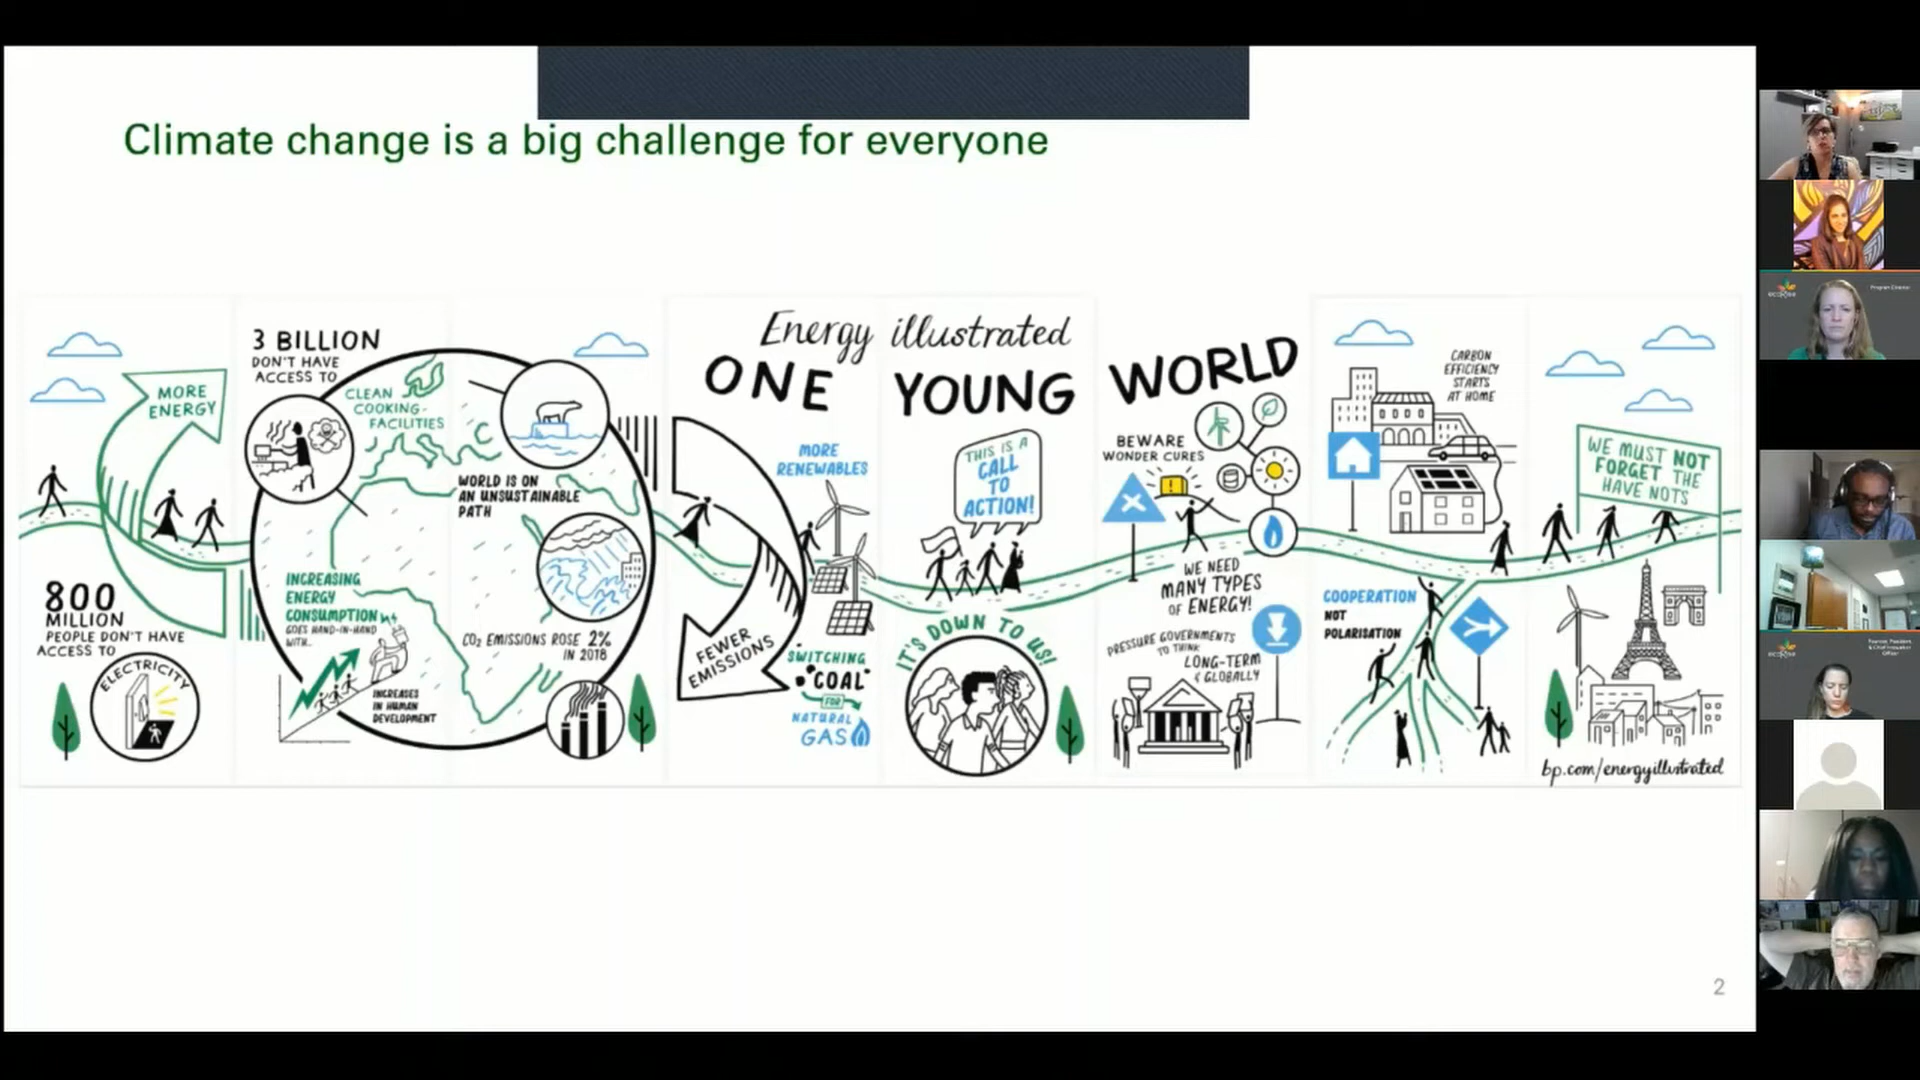 Climate change is a big challenge for everyone
Energy illustrated
ONE YOUNG WORLD
MORE
ENERGY
800
MILLION
PEOPLE DON'T HAVE
ACCESS TO
ELECTRICITY
3 BILLION
DON'T HAVE
ACCESS TO
CLEAN
COOKING-
FACILITIES
WORLD IS ON
AN UNSUSTAINABLE
PATH
INCREASING
ENERGY
CONSUMPTION
GOES HAND-IN-HAND
WITH...
INCREASES
IN HUMAN
DEVELOPMENT
CO2 EMISSIONS ROSE 2%
IN 2018
MORE
RENEWABLES
FEWER
EMISSIONS
SWITCHING
COAL
FOR
NATURAL
GAS
THIS IS A
CALL
TO
ACTION!
IT'S DOWN TO US!
BEWARE
WONDER CURES
WE NEED
MANY TYPES
OF ENERGY!
PRESSURE GOVERNMENTS
TO THINK
LONG-TERM
& GLOBALLY
CARBON
EFFICIENCY
STARTS
AT HOME
COOPERATION
NOT
POLARISATION
WE MUST NOT
FORGET THE
HAVE NOTS
bp.com/energyillustrated
2
Program Director